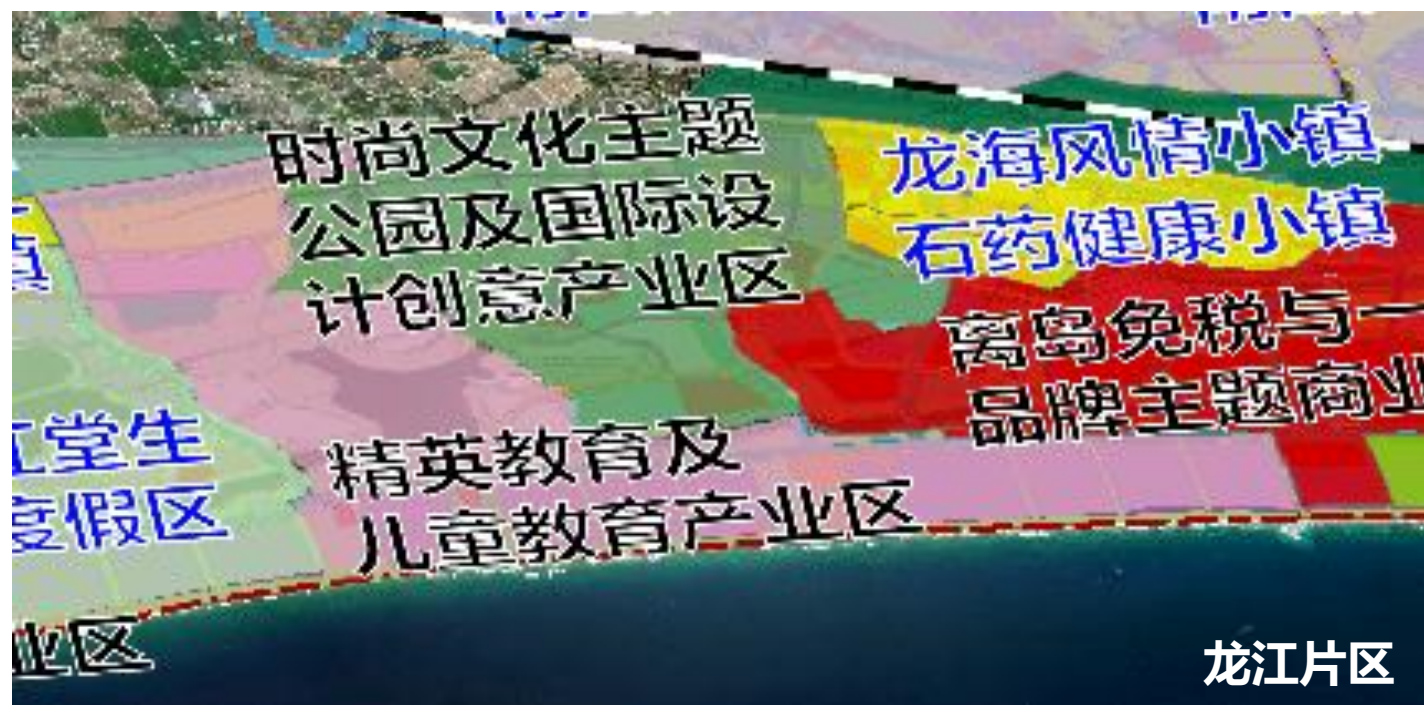 时尚文化主题
公园及国际设
计创意产业区
龙海风情小镇
石药健康小镇
镇
离岛免税与一
品牌主题商业
堂生
度假区
精英教育及
儿童教育产业区
业区
龙江片区